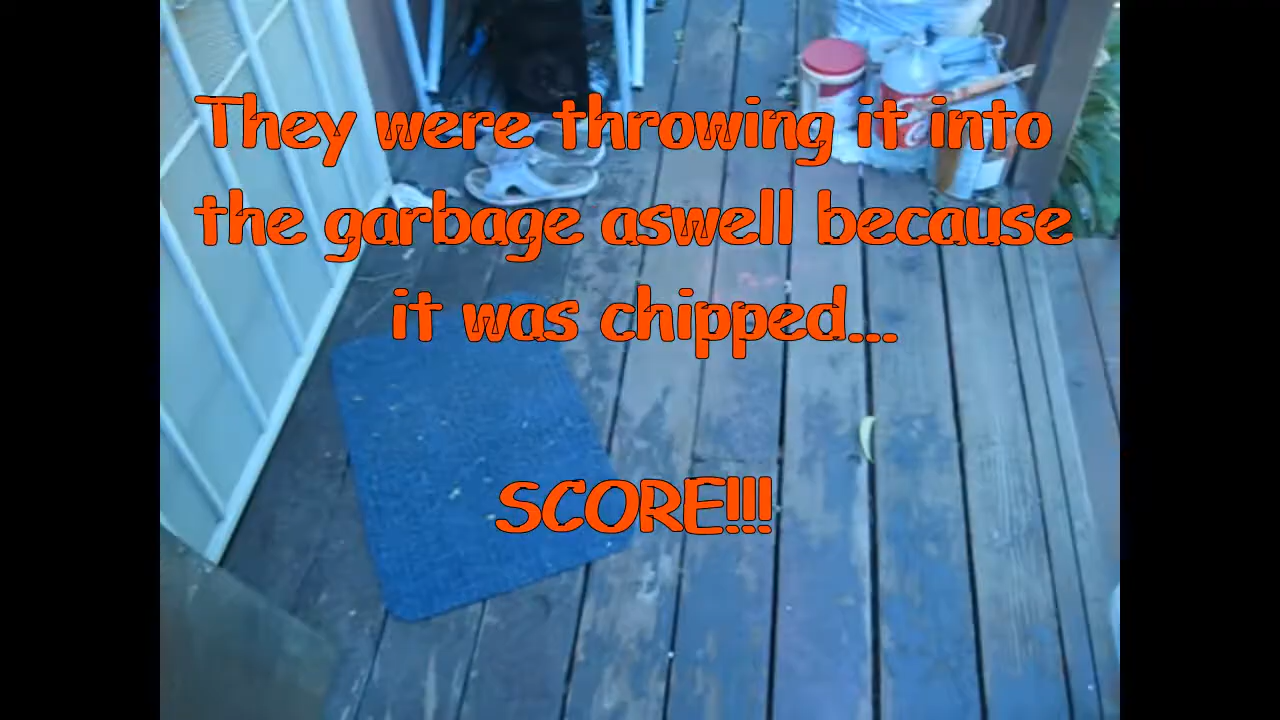 They were throwing it into
the garbage aswell because
it was chipped...
SCORE!!!